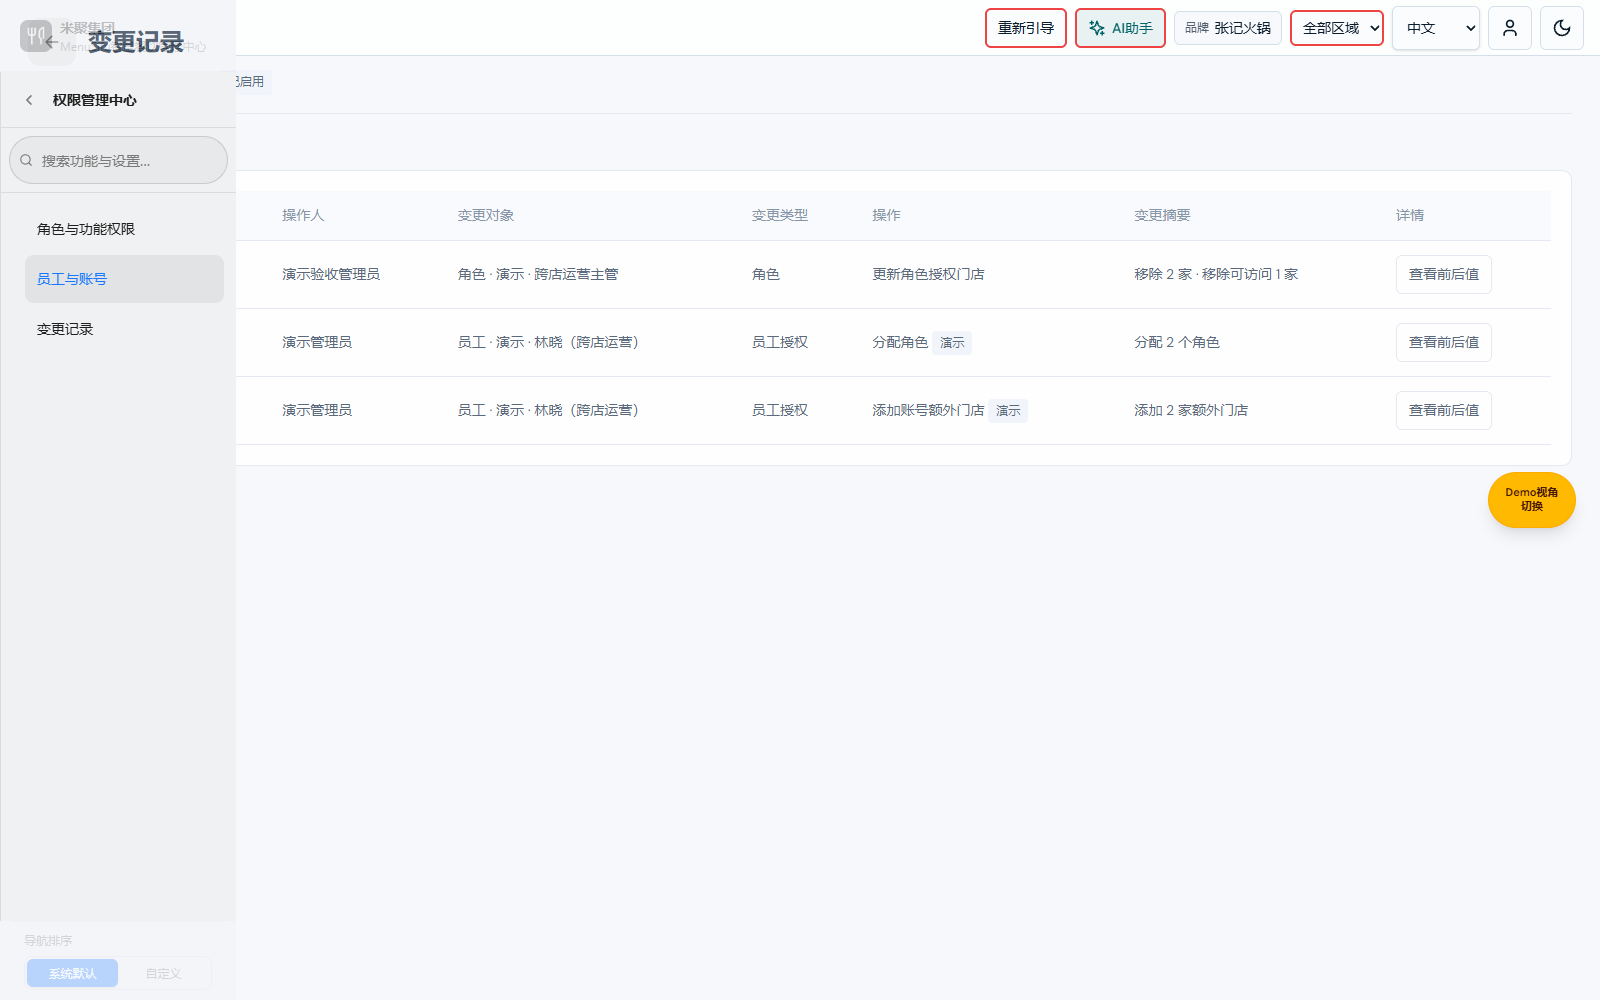 米聚集团
Menu
中心
变更记录
重新引导
AI助手
品牌 张记火锅
全部区域
中文
权限管理中心
已启用
搜索功能与设置...
角色与功能权限
员工与账号
变更记录
操作人 变更对象 变更类型 操作 变更摘要 详情
演示验收管理员 角色 · 演示 · 跨店运营主管 角色 更新角色授权门店 移除 2 家 · 移除可访问 1 家 查看前后值
演示管理员 员工 · 演示 · 林晓（跨店运营） 员工授权 分配角色 演示 分配 2 个角色 查看前后值
演示管理员 员工 · 演示 · 林晓（跨店运营） 员工授权 添加账号额外门店 演示 添加 2 家额外门店 查看前后值
Demo视角
切换
导航排序
系统默认 自定义